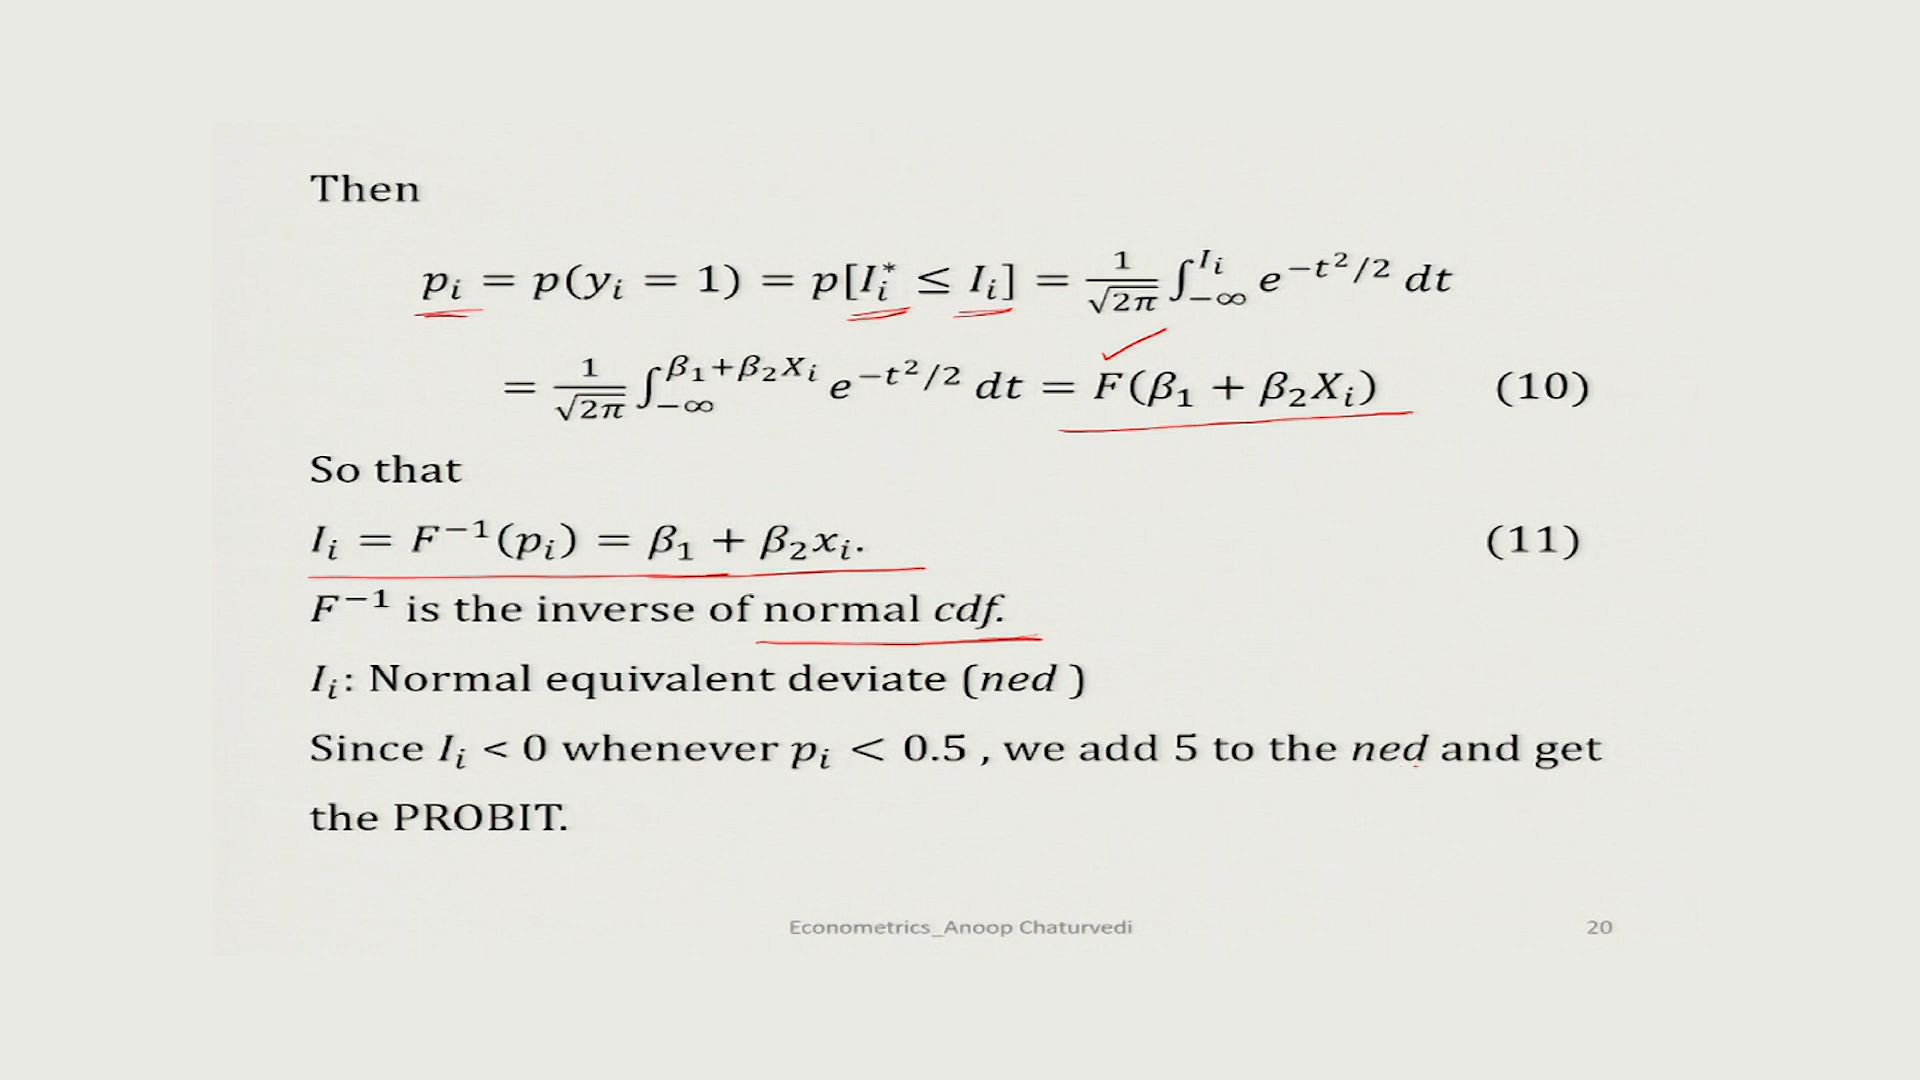 Then
pᵢ = p(yᵢ = 1) = p[Iᵢ* ≤ Iᵢ] = 1/√2π ∫₋∞^Iᵢ e^−t²/2 dt
= 1/√2π ∫₋∞^β₁+β₂Xᵢ e^−t²/2 dt = F(β₁ + β₂Xᵢ) (10)
So that
Iᵢ = F⁻¹(pᵢ) = β₁ + β₂xᵢ. (11)
F⁻¹ is the inverse of normal cdf.
Iᵢ: Normal equivalent deviate (ned )
Since Iᵢ < 0 whenever pᵢ < 0.5 , we add 5 to the ned and get
the PROBIT.
Econometrics_Anoop Chaturvedi 20